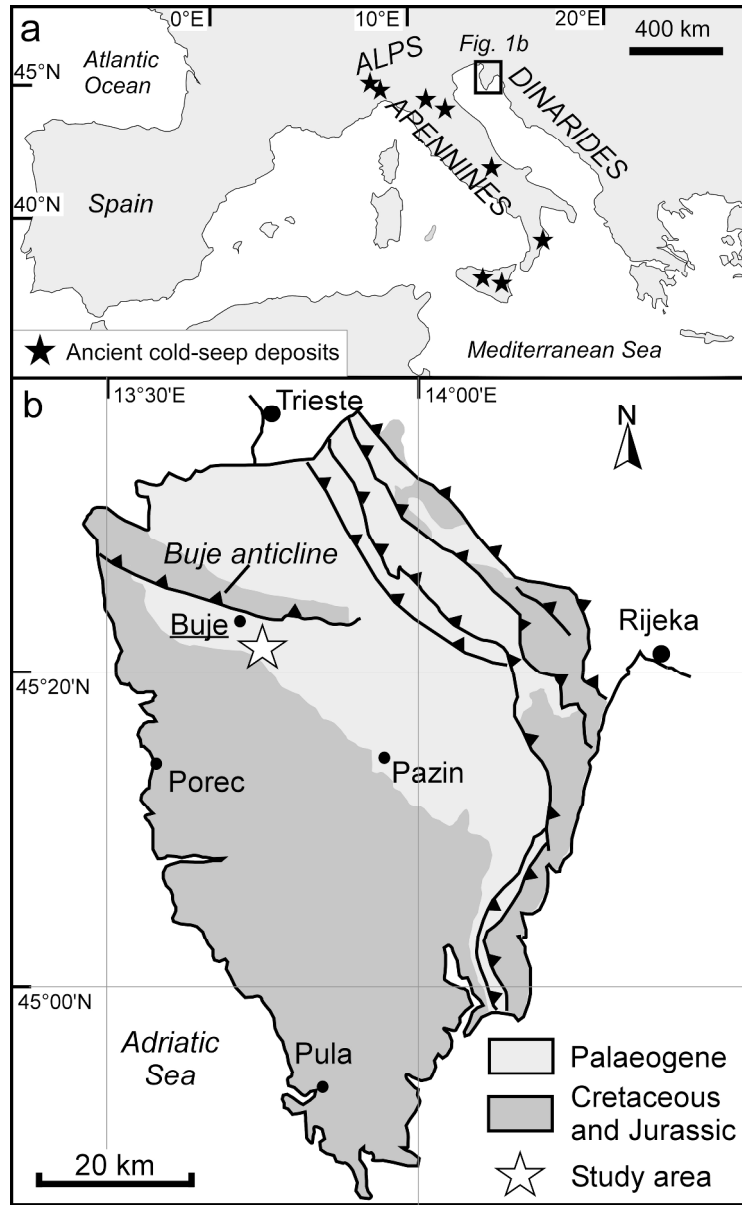 a
0°E
10°E
20°E
Atlantic
Ocean
ALPS
Fig. 1b
400 km
45°N
APENNINES
DINARIDES
40°N
Spain
Ancient cold-seep deposits
Mediterranean Sea
b
13°30'E
14°00'E
Trieste
N
Buje anticline
Buje
Rijeka
45°20'N
Porec
Pazin
45°00'N
Adriatic
Sea
Pula
Palaeogene
Cretaceous
and Jurassic
20 km
Study area